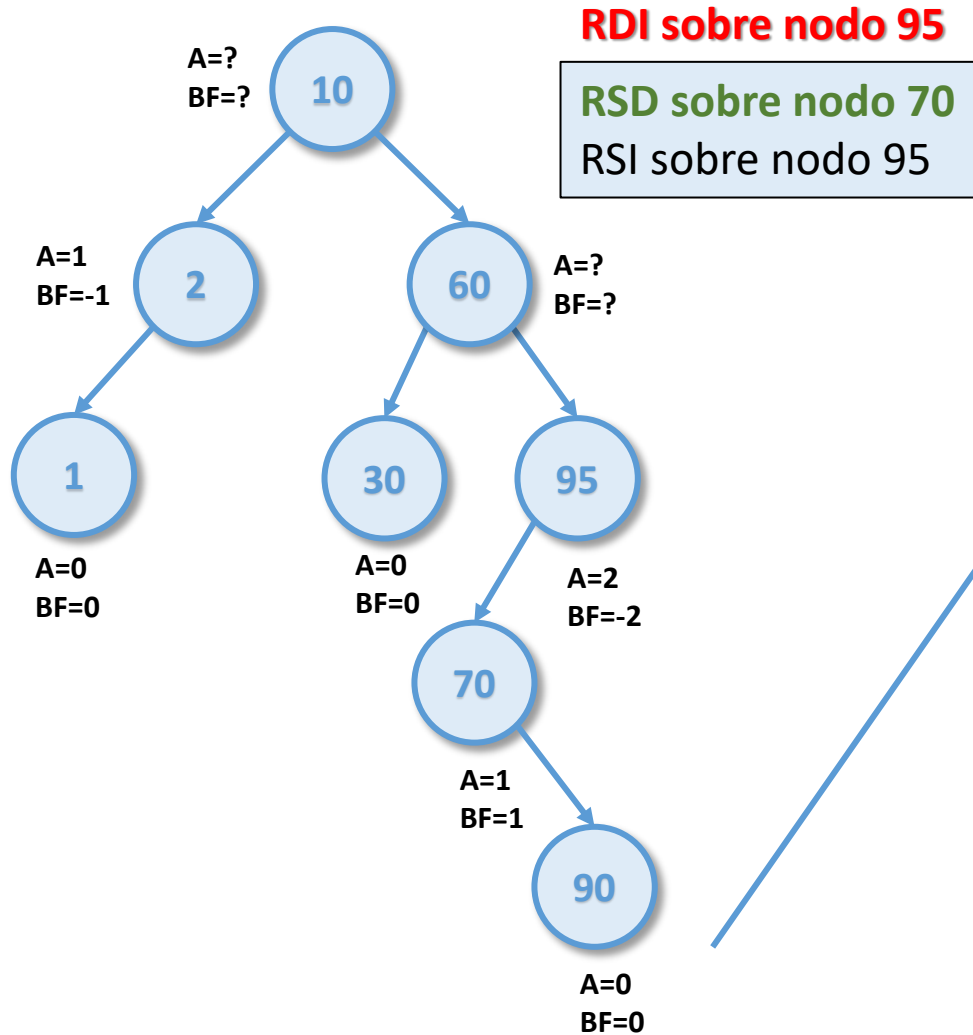 RDI sobre nodo 95
RSD sobre nodo 70
RSI sobre nodo 95
A=?
BF=?
10
A=1
BF=-1
2
60
A=?
BF=?
1
30
95
A=0
BF=0
A=0
BF=0
A=2
BF=-2
70
A=1
BF=1
90
A=0
BF=0